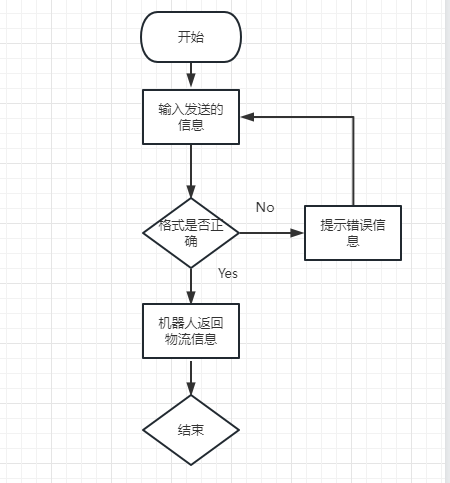 开始
输入发送的
信息
格式是否正
确
No
提示错误信
息
Yes
机器人返回
物流信息
结束